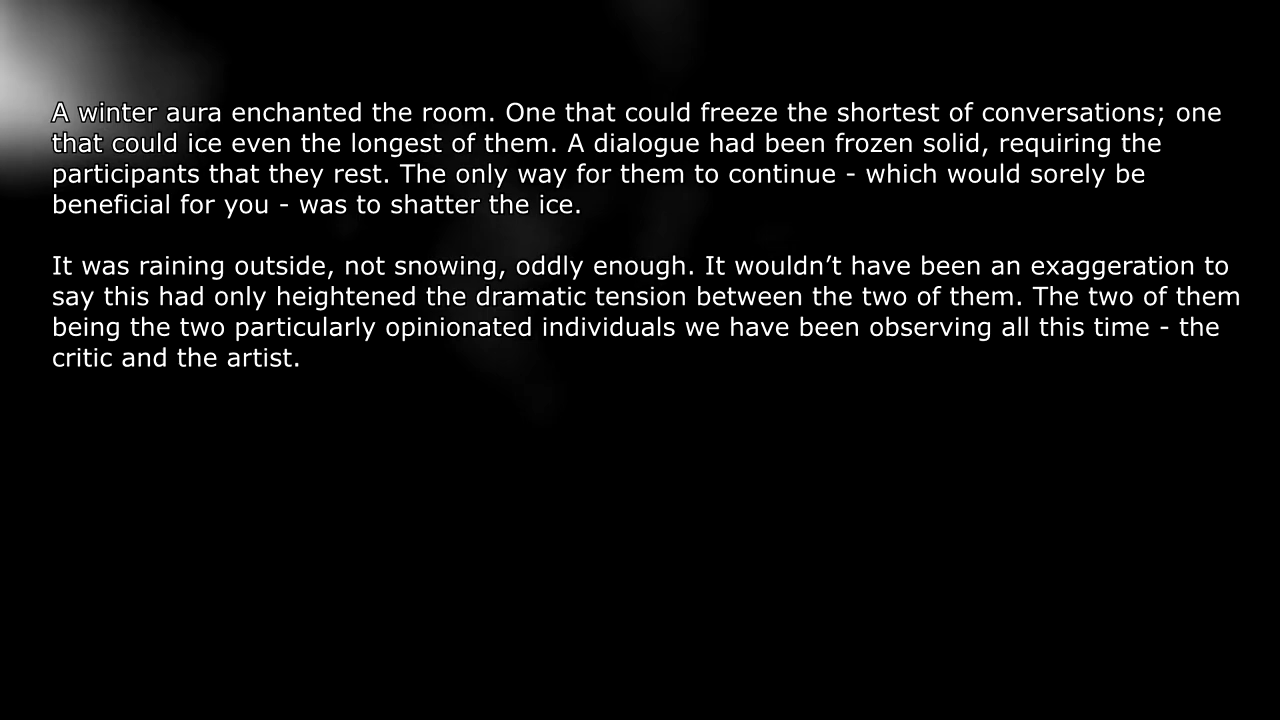 A winter aura enchanted the room. One that could freeze the shortest of conversations; one
that could ice even the longest of them. A dialogue had been frozen solid, requiring the
participants that they rest. The only way for them to continue - which would sorely be
beneficial for you - was to shatter the ice.
It was raining outside, not snowing, oddly enough. It wouldn’t have been an exaggeration to
say this had only heightened the dramatic tension between the two of them. The two of them
being the two particularly opinionated individuals we have been observing all this time - the
critic and the artist.